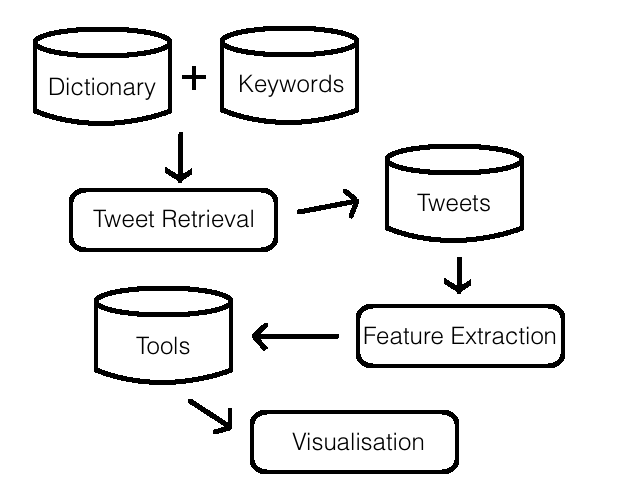 Dictionary + Keywords
Tweet Retrieval
Tweets
Feature Extraction
Tools
Visualisation